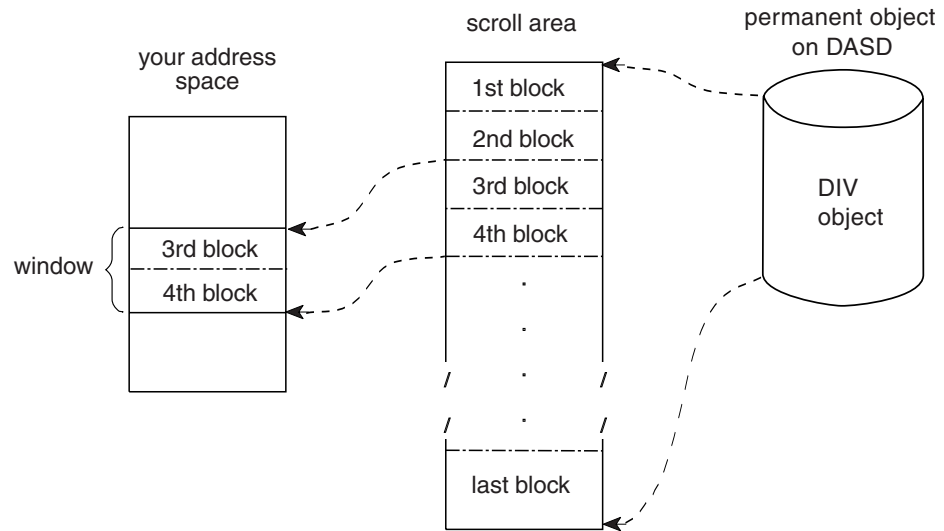 your address
space
window
3rd block
4th block
scroll area
1st block
2nd block
3rd block
4th block
last block
permanent object
on DASD
DIV
object